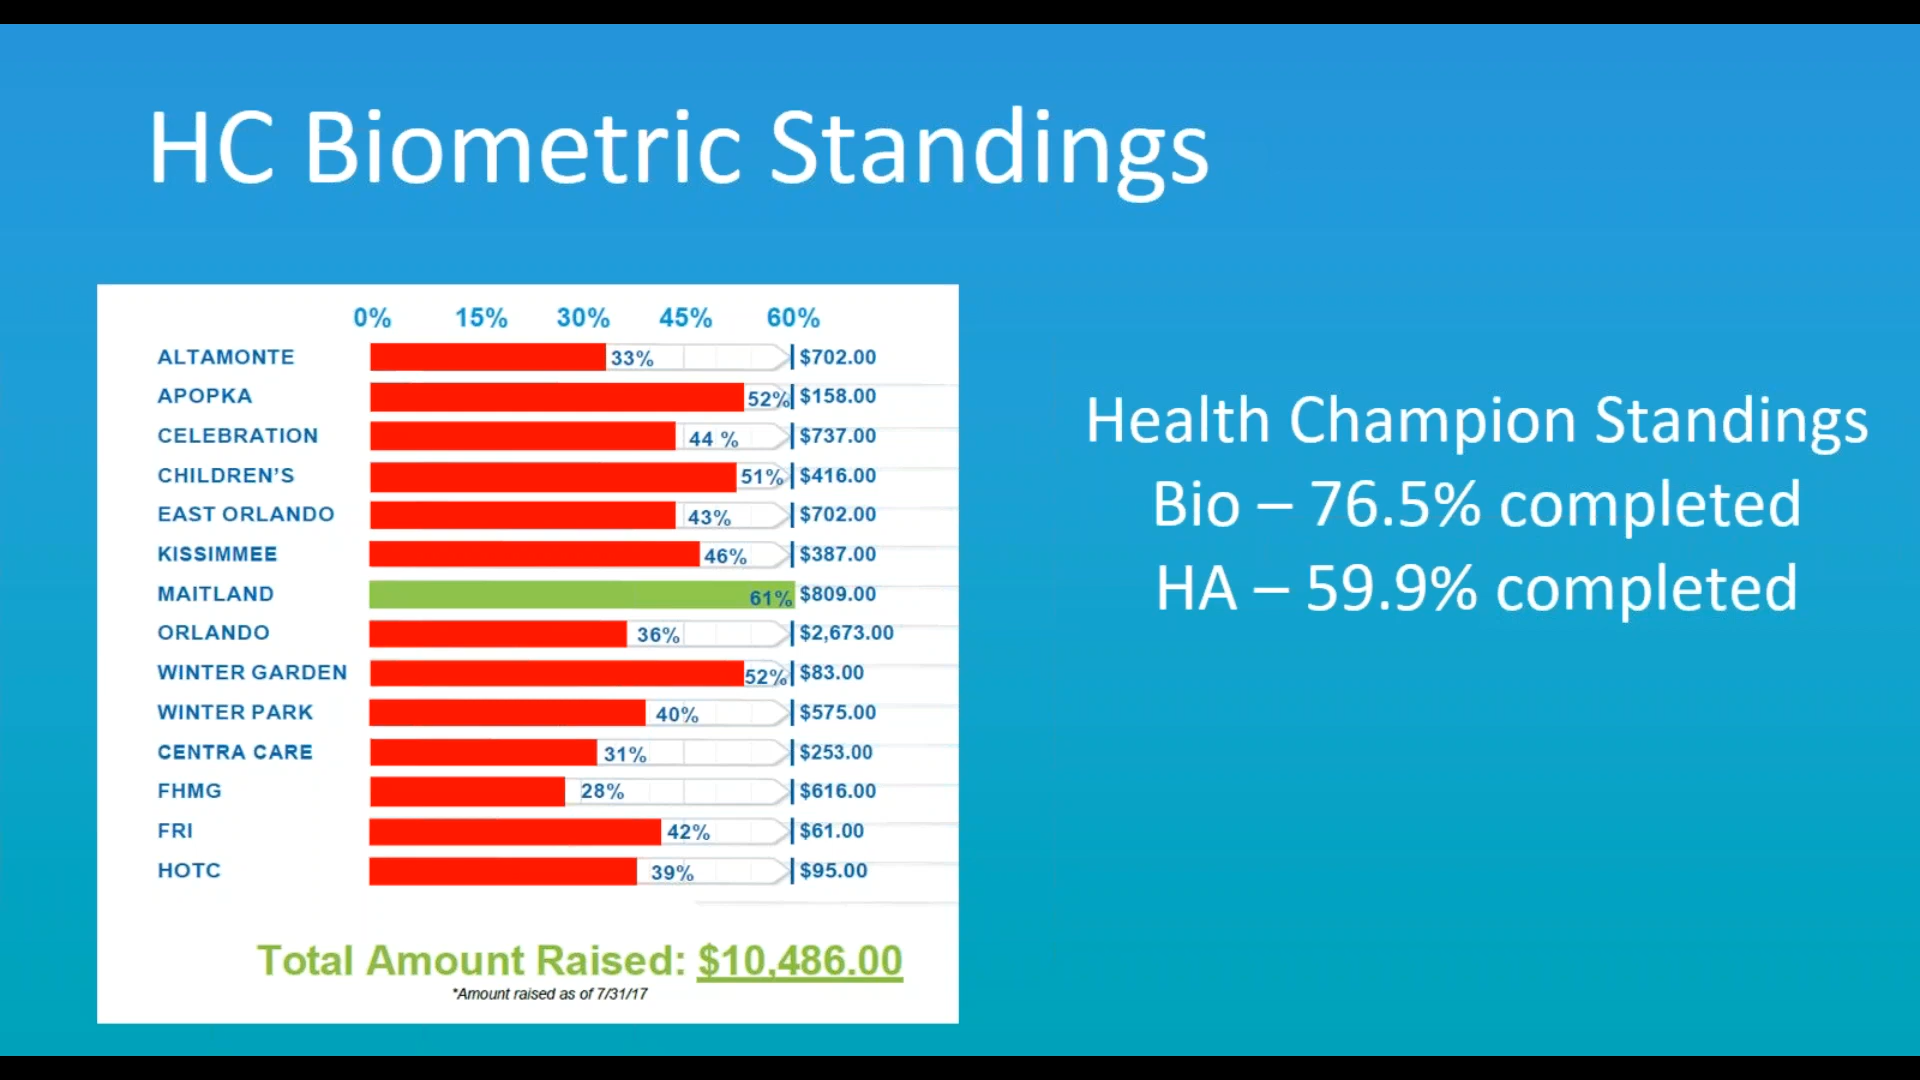 HC Biometric Standings
0% 15% 30% 45% 60%
ALTAMONTE 33% $702.00
APOPKA 52% $158.00
CELEBRATION 44 % $737.00
CHILDREN'S 51% $416.00
EAST ORLANDO 43% $702.00
KISSIMMEE 46% $387.00
MAITLAND 61% $809.00
ORLANDO 36% $2,673.00
WINTER GARDEN 52% $83.00
WINTER PARK 40% $575.00
CENTRA CARE 31% $253.00
FHMG 28% $616.00
FRI 42% $61.00
HOTC 39% $95.00
Total Amount Raised: $10,486.00
*Amount raised as of 7/31/17
Health Champion Standings
Bio – 76.5% completed
HA – 59.9% completed